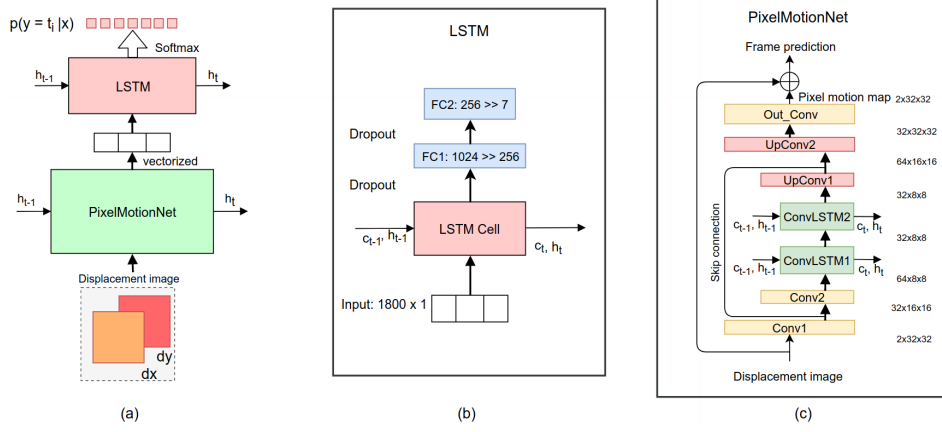 p(y = t_i |x)
Softmax
h_t-1
h_t
LSTM
vectorized
h_t-1
h_t
PixelMotionNet
Displacement image
dy
dx
(a)
LSTM
FC2: 256 >> 7
Dropout
FC1: 1024 >> 256
Dropout
LSTM Cell
c_t-1, h_t-1
c_t, h_t
Input: 1800 x 1
(b)
PixelMotionNet
Frame prediction
Pixel motion map
2x32x32
Out_Conv
32x32x32
UpConv2
64x16x16
UpConv1
32x8x8
ConvLSTM2
c_t-1, h_t-1
c_t, h_t
32x8x8
ConvLSTM1
c_t-1, h_t-1
c_t, h_t
64x8x8
Conv2
32x16x16
Conv1
2x32x32
Skip connection
Displacement image
(c)